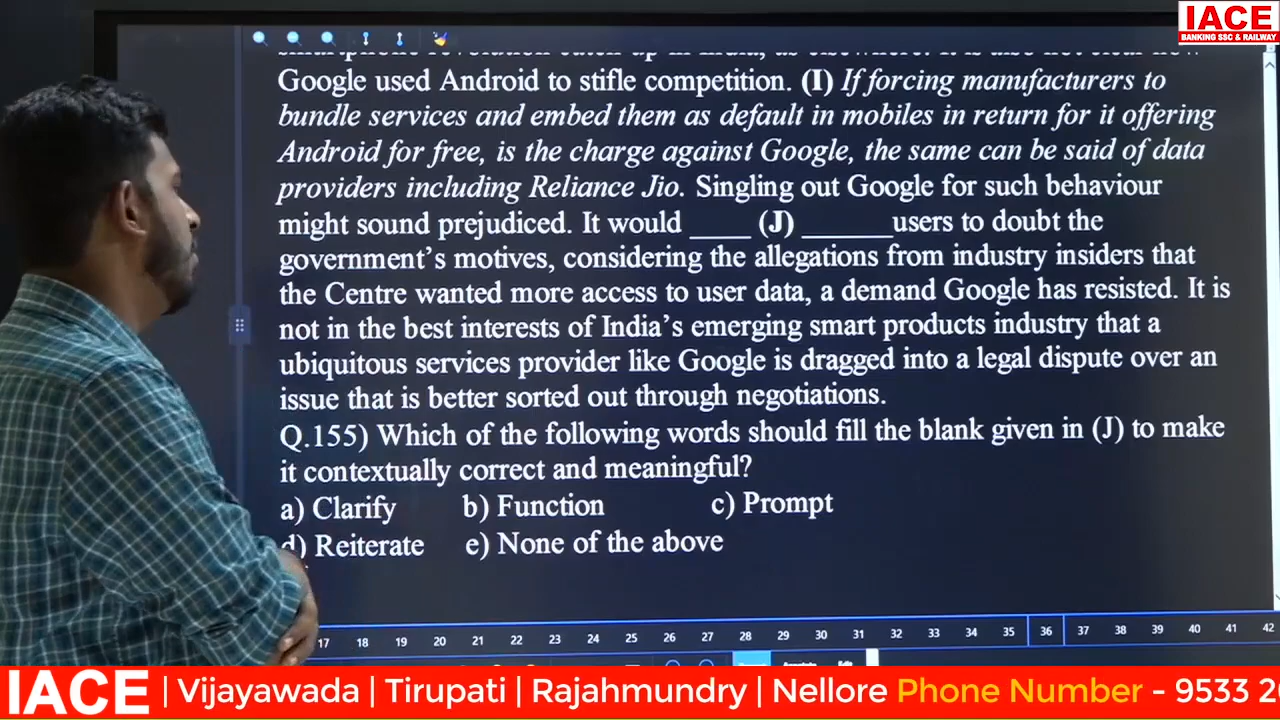 IACE
BANKING SSC & RAILWAY
Google used Android to stifle competition. (I) If forcing manufacturers to
bundle services and embed them as default in mobiles in return for it offering
Android for free, is the charge against Google, the same can be said of data
providers including Reliance Jio. Singling out Google for such behaviour
might sound prejudiced. It would ____ (J) ______users to doubt the
government's motives, considering the allegations from industry insiders that
the Centre wanted more access to user data, a demand Google has resisted. It is
not in the best interests of India's emerging smart products industry that a
ubiquitous services provider like Google is dragged into a legal dispute over an
issue that is better sorted out through negotiations.
Q.155) Which of the following words should fill the blank given in (J) to make
it contextually correct and meaningful?
a) Clarify b) Function c) Prompt
d) Reiterate e) None of the above
17 18 19 20 21 22 23 24 25 26 27 28 29 30 31 32 33 34 35 36 37 38 39 40 41 42
IACE | Vijayawada | Tirupati | Rajahmundry | Nellore Phone Number - 9533 2